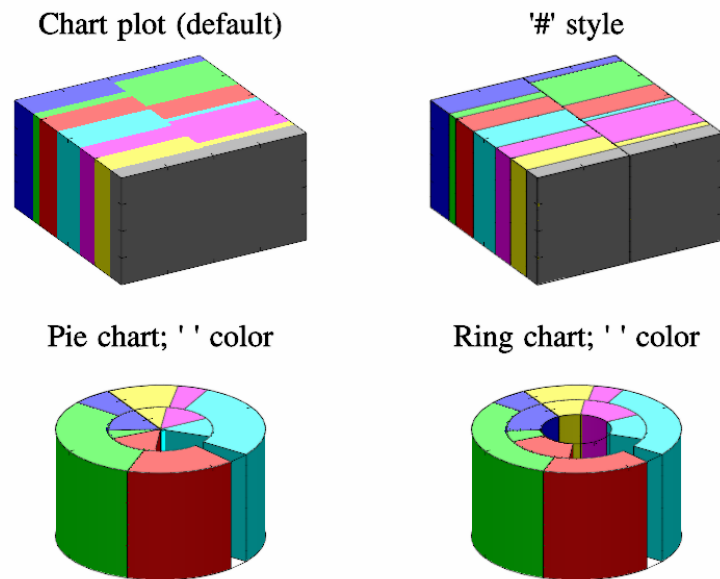 Chart plot (default)
'#' style
Pie chart; ' ' color
Ring chart; ' ' color